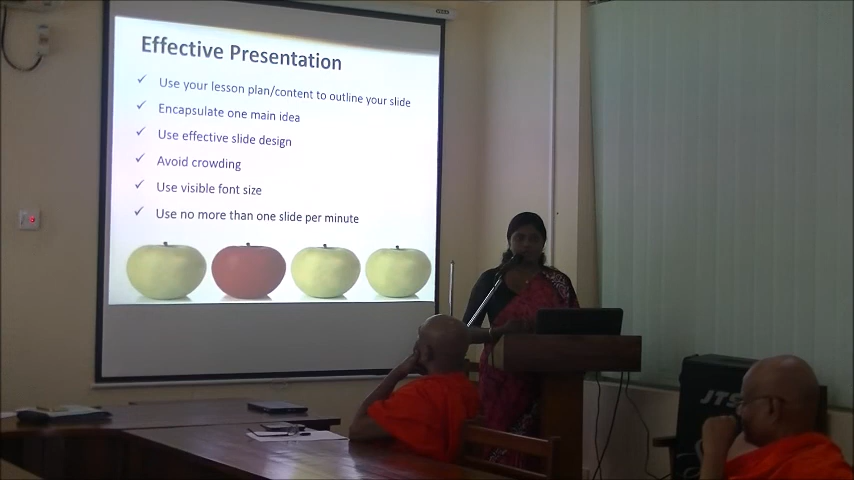 Effective Presentation
Use your lesson plan/content to outline your slide
Encapsulate one main idea
Use effective slide design
Avoid crowding
Use visible font size
Use no more than one slide per minute
JTS